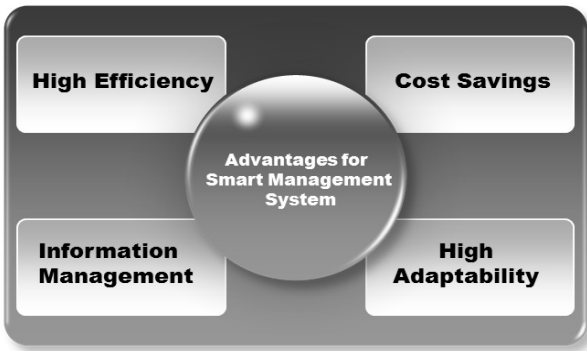 High Efficiency
Cost Savings
Advantages for
Smart Management
System
Information
Management
High
Adaptability